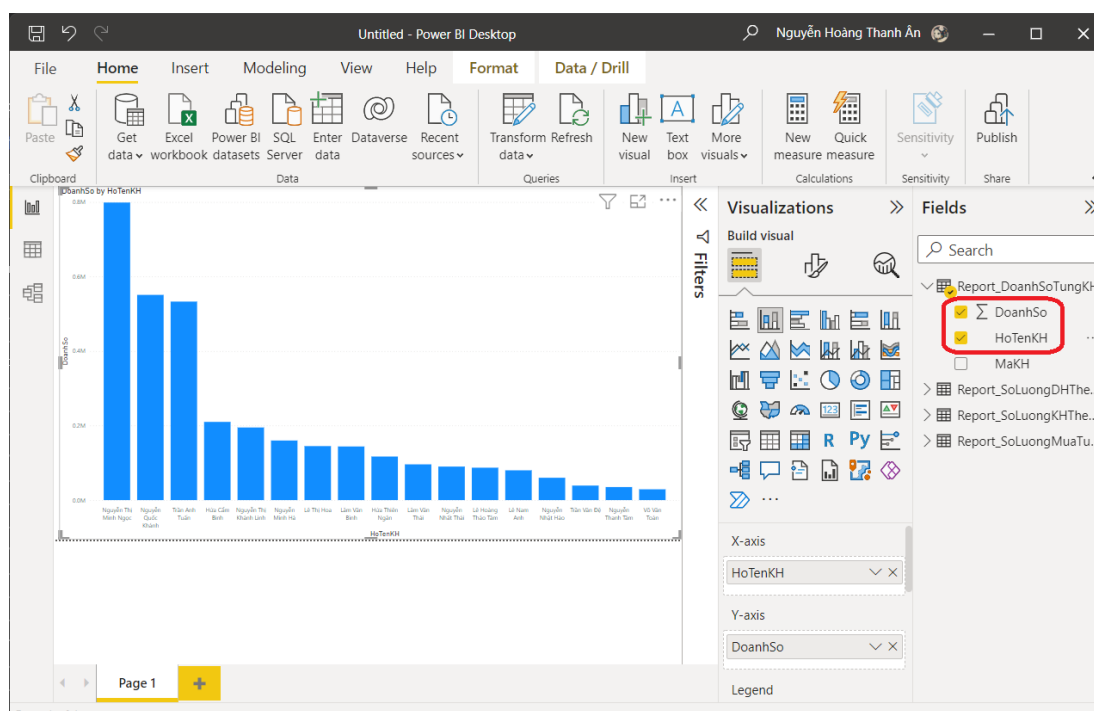 Untitled - Power BI Desktop
Nguyễn Hoàng Thanh Ân
File Home Insert Modeling View Help Format Data / Drill
Paste
Get data
Excel workbook
Power BI datasets
SQL Server
Enter data
Dataverse
Recent sources
Transform data
Refresh
New visual
Text box
More visuals
New measure
Quick measure
Sensitivity
Publish
Clipboard Data Queries Insert Calculations Sensitivity Share
DoanhSo by HoTenKH
0.8M
0.6M
0.4M
0.2M
0.0M
DoanhSo
Nguyễn Thị Minh Ngọc
Nguyễn Quốc Khánh
Trần Anh Tuấn
Hứa Cẩm Bình
Nguyễn Thị Khánh Linh
Nguyễn Minh Hà
Lê Thị Hoa
Lâm Văn Bình
Hứa Thiên Ngân
Lâm Văn Thái
Nguyễn Nhật Thái
Lê Hoàng Thảo Tâm
Lê Nam Anh
Nguyễn Nhật Hào
Trần Văn Độ
Nguyễn Thanh Tâm
Võ Văn Toàn
HoTenKH
Filters
Visualizations
Build visual
123
R
Py
X-axis
HoTenKH
Y-axis
DoanhSo
Legend
Fields
Search
Report_DoanhSoTungKH
∑ DoanhSo
HoTenKH
MaKH
Report_SoLuongDHThe...
Report_SoLuongKHThe...
Report_SoLuongMuaTu...
Page 1